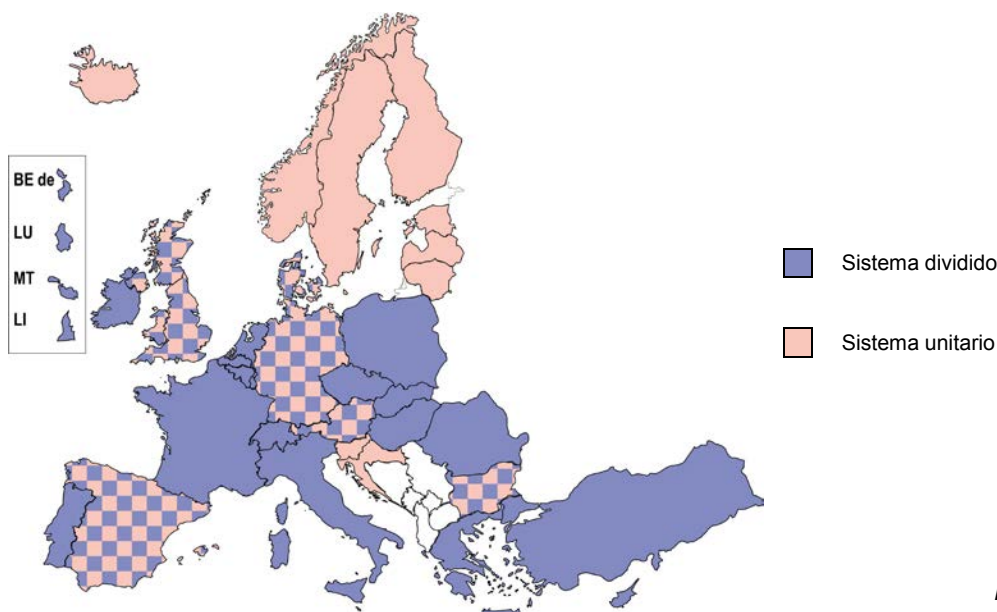 BE de
LU
MT
LI
Sistema dividido
Sistema unitario